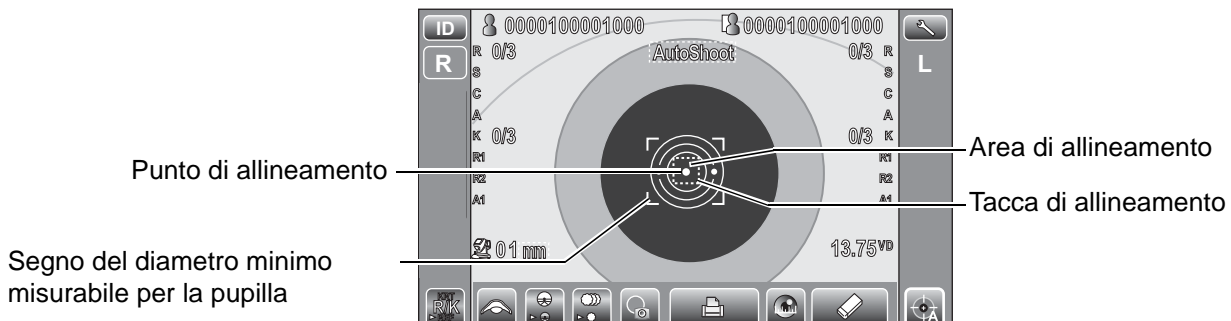 ID 0000100001000 0000100001000
R R 0/3 AutoShoot 0/3 R L
S S
C C
A A
K 0/3 0/3 K
R1 R1
R2 R2
A1 A1
01 mm 13.75 VD
R/K
A
Punto di allineamento
Segno del diametro minimo
misurabile per la pupilla
Area di allineamento
Tacca di allineamento